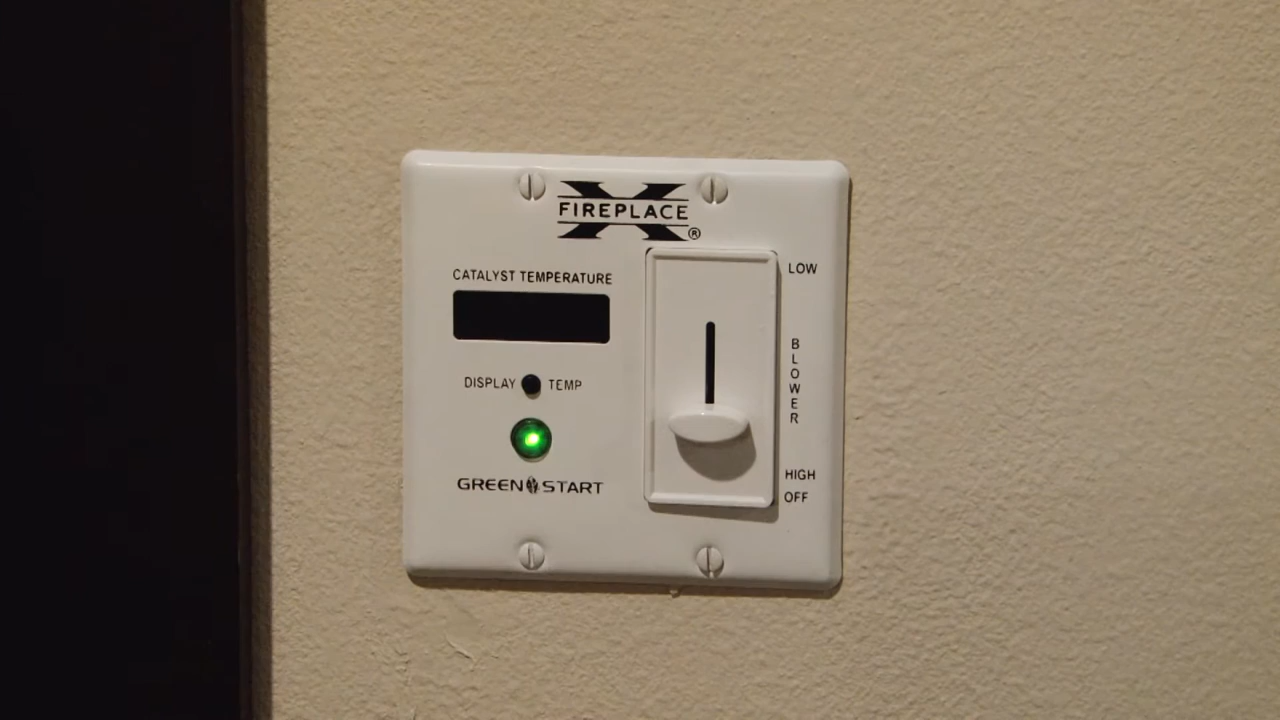 FIREPLACE X®
CATALYST TEMPERATURE
DISPLAY TEMP
GREEN START
LOW
BLOWER
HIGH
OFF